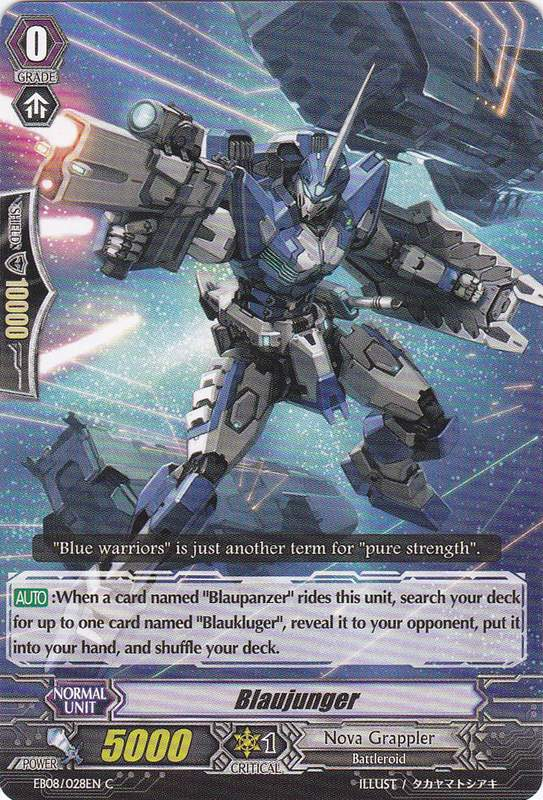 0
GRADE
SHIELD
10000
"Blue warriors" is just another term for "pure strength".
AUTO :When a card named "Blaupanzer" rides this unit, search your deck
for up to one card named "Blaukluger", reveal it to your opponent, put it
into your hand, and shuffle your deck.
NORMAL
UNIT
Blaujunger
POWER
5000
1
CRITICAL
Nova Grappler
Battleroid
EB08/028EN C
ILLUST / タカヤマトシアキ